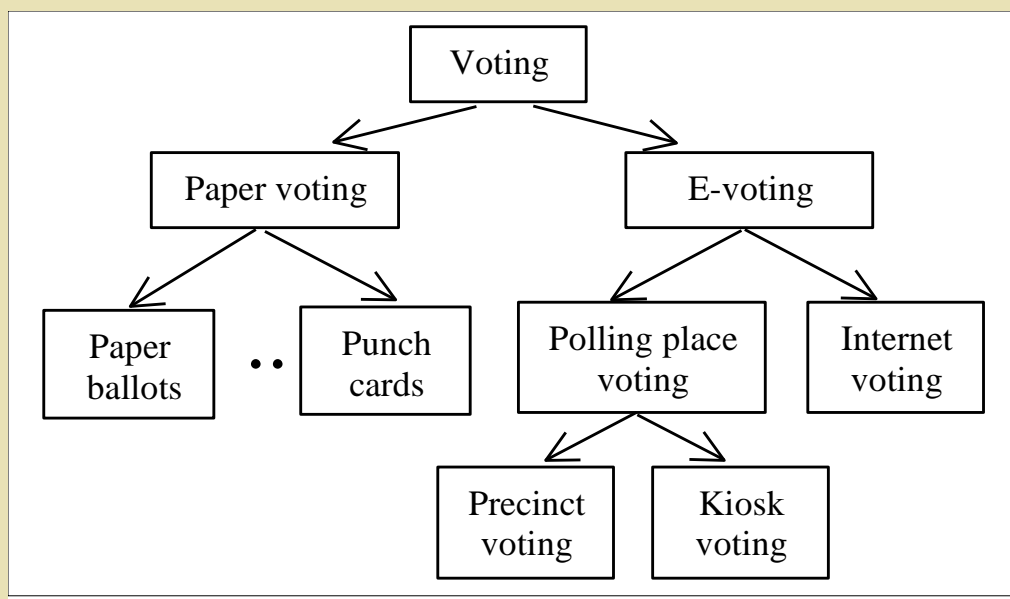 Voting
Paper voting
E-voting
Paper
ballots
Punch
cards
Polling place
voting
Internet
voting
Precinct
voting
Kiosk
voting